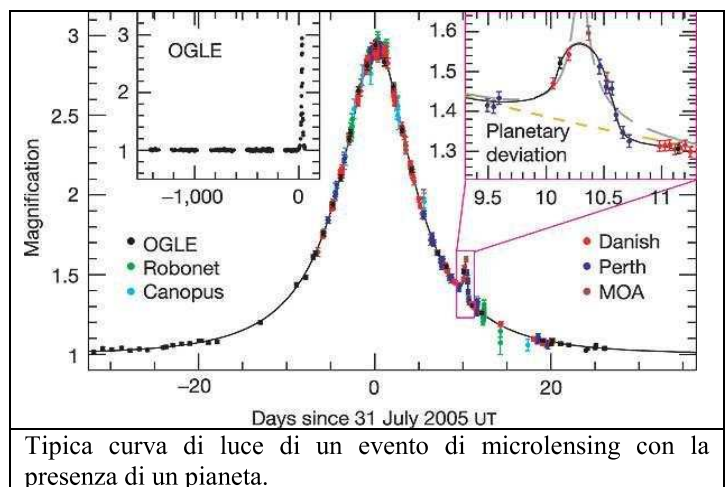 OGLE
3
2
1
−1,000
0
1.6
1.5
1.4
1.3
Planetary
deviation
9.5
10
10.5
11
3
2.5
2
1.5
1
Magnification
OGLE
Robonet
Canopus
Danish
Perth
MOA
−20
0
20
Days since 31 July 2005 UT
Tipica curva di luce di un evento di microlensing con la
presenza di un pianeta.